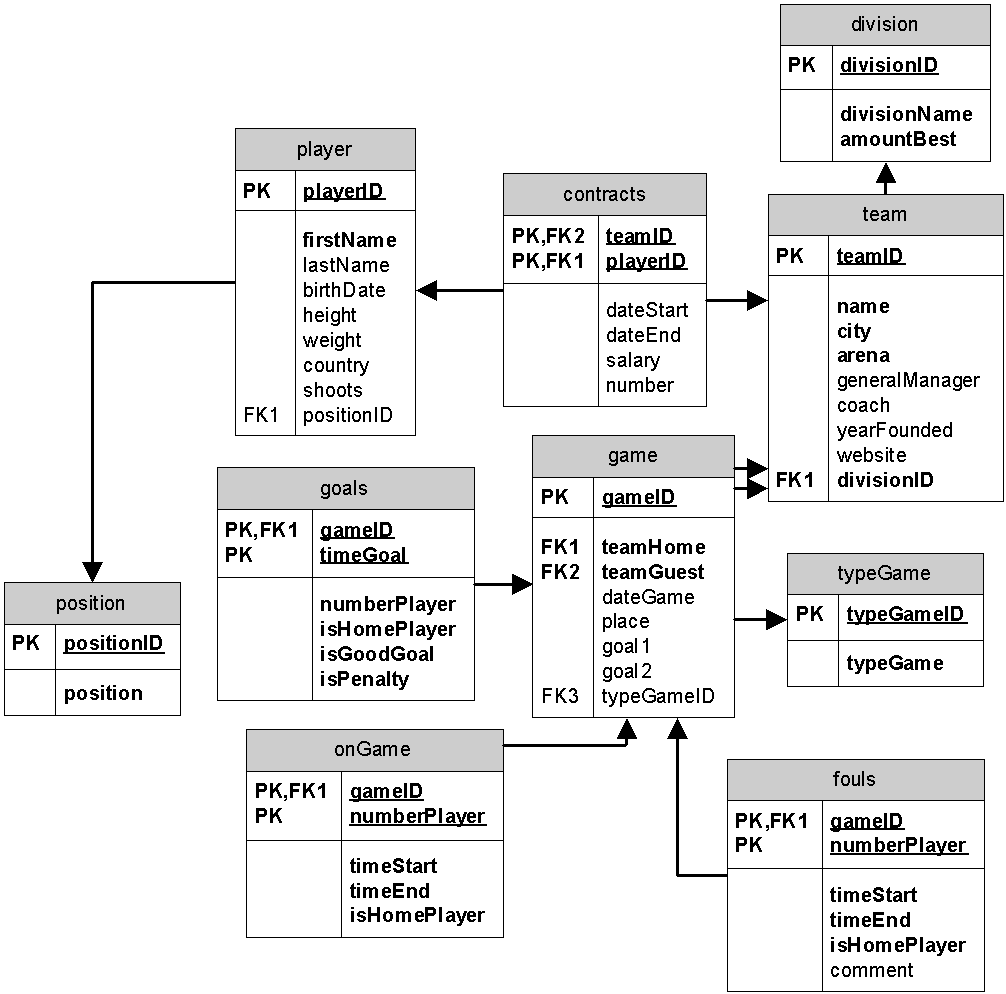 division
PK divisionID
divisionName
amountBest
player
PK playerID
firstName
lastName
birthDate
height
weight
country
shoots
FK1 positionID
contracts
PK,FK2 teamID
PK,FK1 playerID
dateStart
dateEnd
salary
number
team
PK teamID
name
city
arena
generalManager
coach
yearFounded
website
FK1 divisionID
goals
PK,FK1 gameID
PK timeGoal
numberPlayer
isHomePlayer
isGoodGoal
isPenalty
game
PK gameID
FK1 teamHome
FK2 teamGuest
dateGame
place
goal1
goal2
FK3 typeGameID
typeGame
PK typeGameID
typeGame
position
PK positionID
position
onGame
PK,FK1 gameID
PK numberPlayer
timeStart
timeEnd
isHomePlayer
fouls
PK,FK1 gameID
PK numberPlayer
timeStart
timeEnd
isHomePlayer
comment